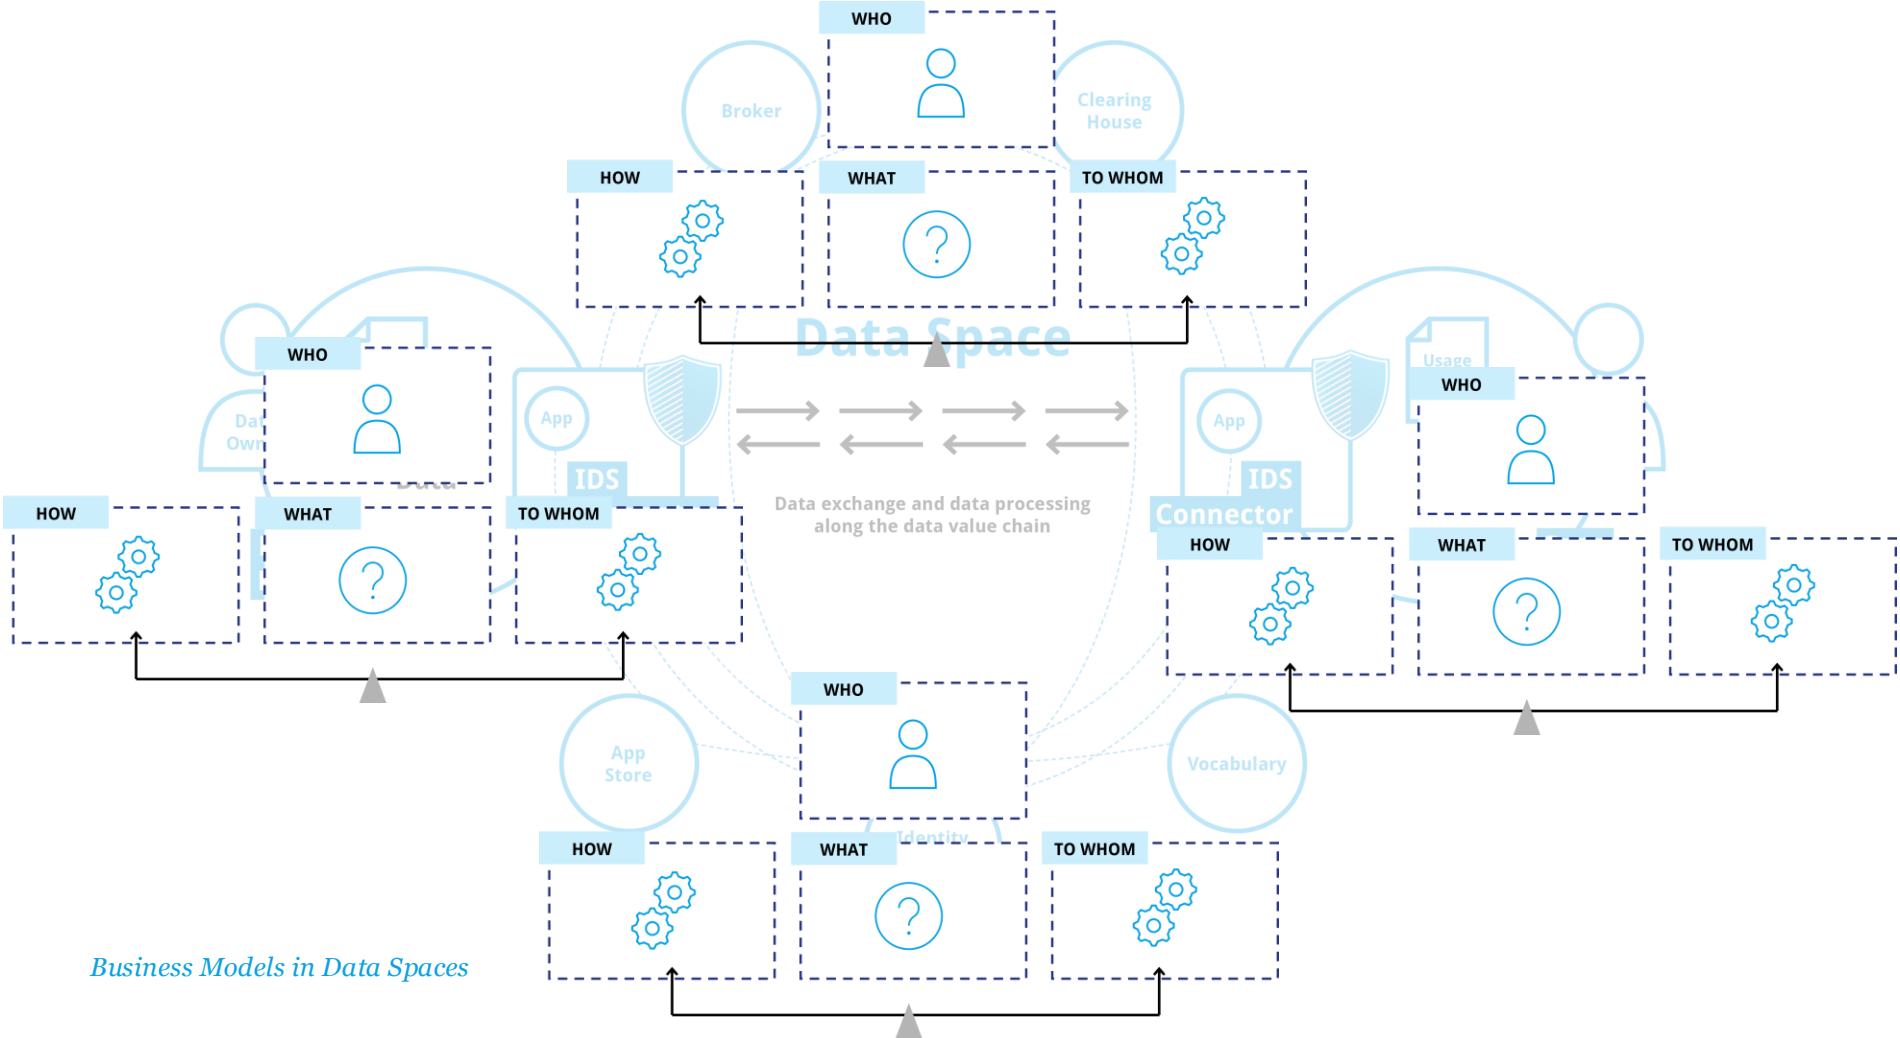 WHO
Broker
Clearing
House
HOW
WHAT
TO WHOM
Data Space
WHO
Usage
WHO
App
App
IDS
IDS
Connector
Data
Data exchange and data processing
along the data value chain
HOW
WHAT
TO WHOM
HOW
WHAT
TO WHOM
WHO
App
Store
Vocabulary
Identity
HOW
WHAT
TO WHOM
Business Models in Data Spaces